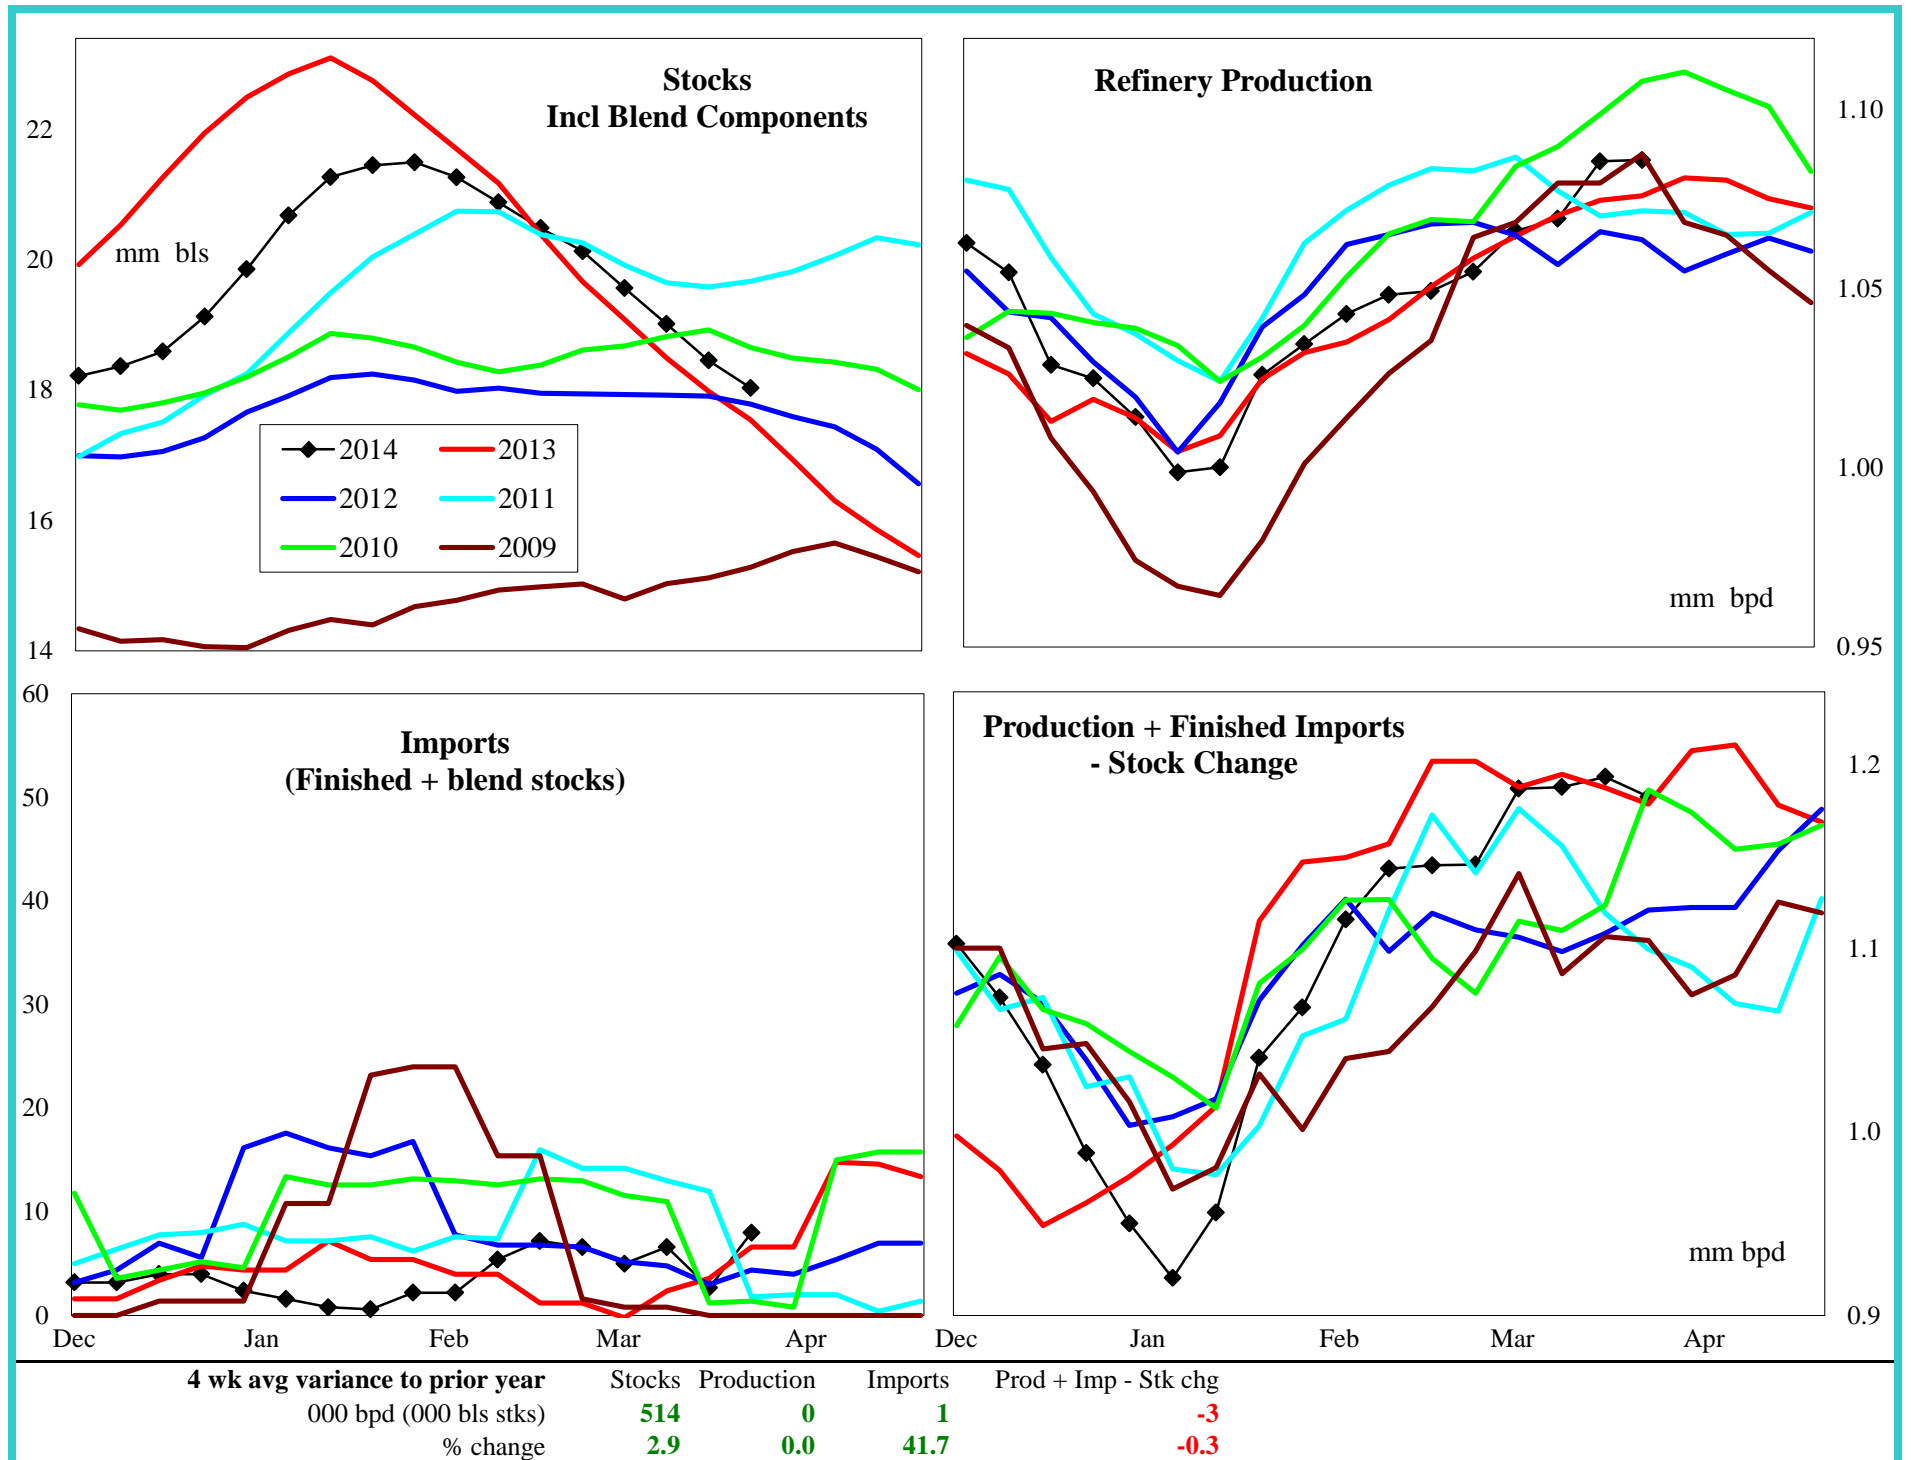 Stocks
Incl Blend Components
mm bls
22
20
18
16
14
2014 2013
2012 2011
2010 2009
Refinery Production
1.10
1.05
1.00
0.95
mm bpd
Imports
(Finished + blend stocks)
60
50
40
30
20
10
0
Dec Jan Feb Mar Apr
Production + Finished Imports
- Stock Change
1.2
1.1
1.0
0.9
mm bpd
Dec Jan Feb Mar Apr
4 wk avg variance to prior year Stocks Production Imports Prod + Imp - Stk chg
000 bpd (000 bls stks) 514 0 1 -3
% change 2.9 0.0 41.7 -0.3